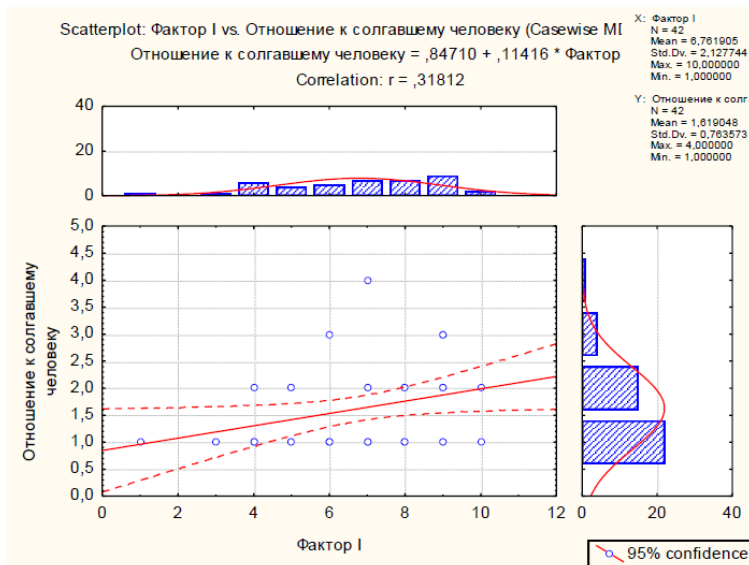 Scatterplot: Фактор I vs. Отношение к солгавшему человеку (Casewise MD
Отношение к солгавшему человеку = ,84710 + ,11416 * Фактор
Correlation: r = ,31812
X: Фактор I
N = 42
Mean = 6,761905
Std.Dv. = 2,127744
Max. = 10,000000
Min. = 1,000000
Y: Отношение к солг
N = 42
Mean = 1,619048
Std.Dv. = 0,763573
Max. = 4,000000
Min. = 1,000000
40
20
0
5,0
4,5
4,0
3,5
3,0
2,5
2,0
1,5
1,0
0,5
0,0
Отношение к солгавшему
человеку
0 2 4 6 8 10 12
Фактор I
0 20 40
95% confidence